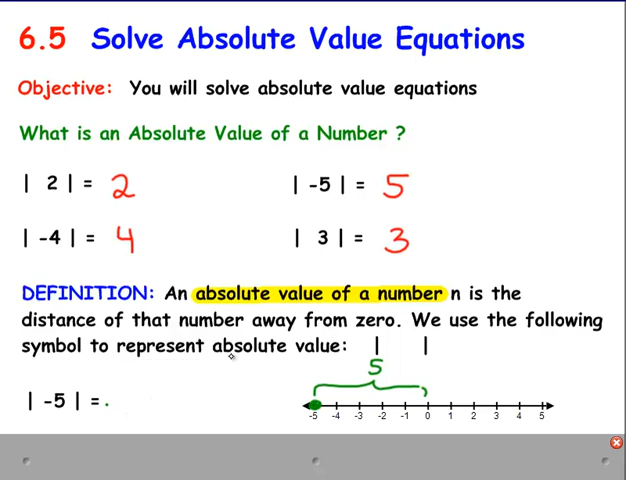 6.5 Solve Absolute Value Equations
Objective: You will solve absolute value equations
What is an Absolute Value of a Number ?
| 2 | = 2 | -5 | = 5
| -4 | = 4 | 3 | = 3
DEFINITION: An absolute value of a number n is the
distance of that number away from zero. We use the following
symbol to represent absolute value: | |
5
| -5 | =
-5 -4 -3 -2 -1 0 1 2 3 4 5